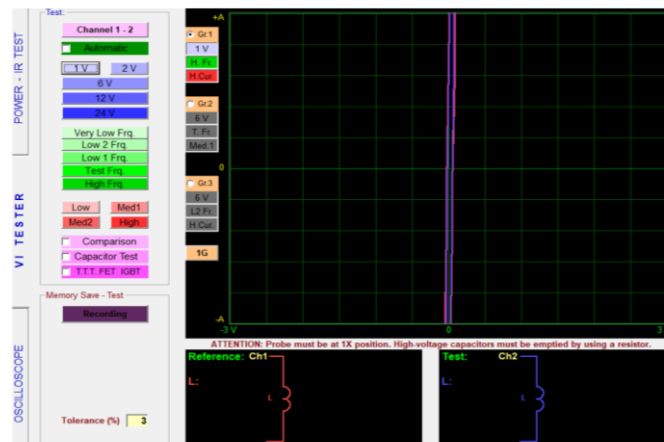 POWER - IR TEST
VI TESTER
OSCILLOSCOPE
Test:
Channel 1 - 2
Automatic
1 V
2 V
6 V
12 V
24 V
Very Low Frq.
Low 2 Frq.
Low 1 Frq.
Test Frq.
High Frq.
Low
Med1
Med2
High
Comparison
Capacitor Test
T.T.T. FET IGBT
Memory Save - Test
Recording
Tolerance (%) 3
Gr.1
1 V
H. Fr.
H.Cur.
Gr.2
6 V
T. Fr.
Med.1
Gr.3
6 V
L2 Fr.
H.Cur.
1G
+A
0
-A
-3 V
0
3
ATTENTION: Probe must be at 1X position. High-voltage capacitors must be emptied by using a resistor.
Reference: Ch1
L:
L
Test: Ch2
L:
L